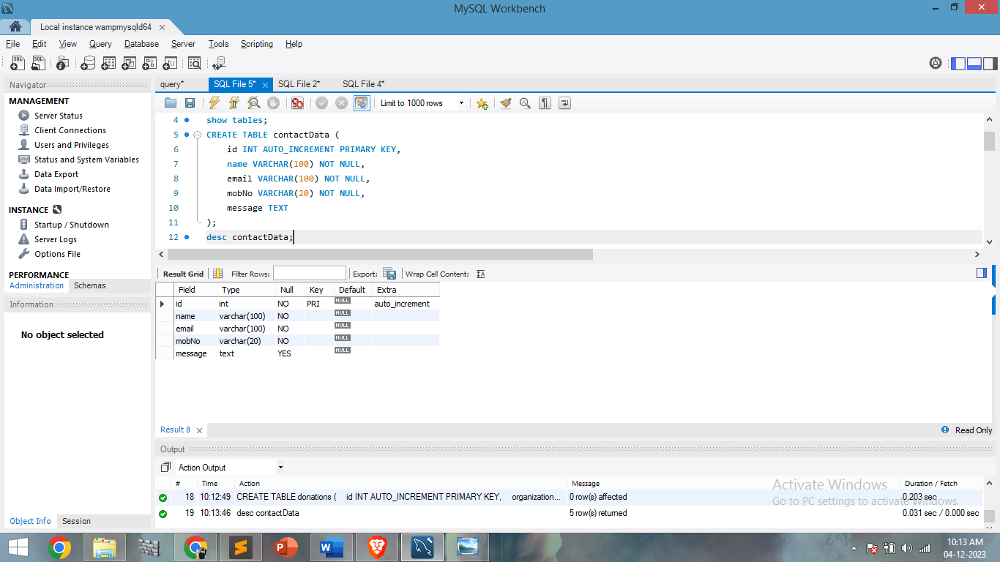 MySQL Workbench
Local instance wampmysqld64
File Edit View Query Database Server Tools Scripting Help
Navigator
MANAGEMENT
Server Status
Client Connections
Users and Privileges
Status and System Variables
Data Export
Data Import/Restore
INSTANCE
Startup / Shutdown
Server Logs
Options File
PERFORMANCE
Administration Schemas
Information
No object selected
Object Info Session
query* SQL File 5* SQL File 2* SQL File 4*
Limit to 1000 rows
4 show tables;
5 CREATE TABLE contactData (
6 id INT AUTO_INCREMENT PRIMARY KEY,
7 name VARCHAR(100) NOT NULL,
8 email VARCHAR(100) NOT NULL,
9 mobNo VARCHAR(20) NOT NULL,
10 message TEXT
11 );
12 desc contactData;
Result Grid Filter Rows: Export: Wrap Cell Content:
Field Type Null Key Default Extra
id int NO PRI NULL auto_increment
name varchar(100) NO NULL
email varchar(100) NO NULL
mobNo varchar(20) NO NULL
message text YES NULL
Result 8
Read Only
Output
Action Output
# Time Action Message Duration / Fetch
18 10:12:49 CREATE TABLE donations ( id INT AUTO_INCREMENT PRIMARY KEY, organization... 0 row(s) affected 0.203 sec
19 10:13:46 desc contactData 5 row(s) returned 0.031 sec / 0.000 sec
Activate Windows
Go to PC settings to activate Windows.
10:13 AM
04-12-2023